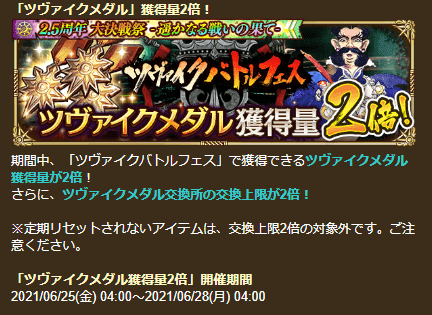 「ツヴァイクメダル」獲得量2倍！
2.5周年 大決戦祭 -遥かなる戦いの果て-
ツヴァイクバトルフェス
ツヴァイクメダル獲得量2倍!
期間中、「ツヴァイクバトルフェス」で獲得できるツヴァイクメダル
獲得量が2倍！
さらに、ツヴァイクメダル交換所の交換上限が2倍！
※定期リセットされないアイテムは、交換上限2倍の対象外です。ご注
意ください。
「ツヴァイクメダル獲得量2倍」開催期間
2021/06/25(金) 04:00～2021/06/28(月) 04:00